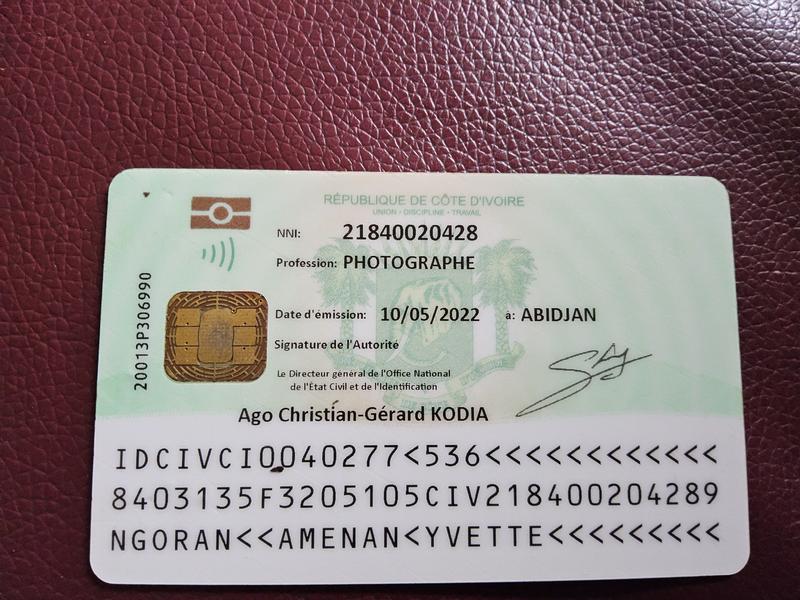 RÉPUBLIQUE DE CÔTE D'IVOIRE
UNION - DISCIPLINE - TRAVAIL
NNI: 21840020428
Profession: PHOTOGRAPHE
20013P306990
Date d'émission: 10/05/2022 à: ABIDJAN
Signature de l'Autorité
Le Directeur général de l'Office National
de l'État Civil et de l'Identification
Ago Christian-Gérard KODIA
IDCIVCI0040277<536<<<<<<<<<<<<
8403135F3205105CIV218400204289
NGORAN<<AMENAN<YVETTE<<<<<<<<<